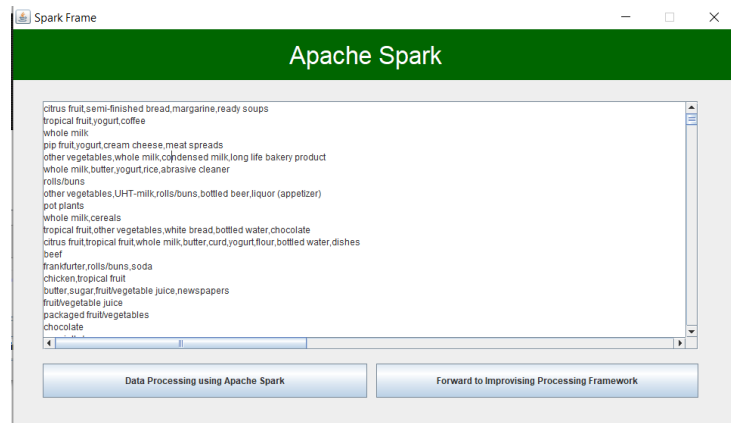 Spark Frame
Apache Spark
citrus fruit,semi-finished bread,margarine,ready soups
tropical fruit,yogurt,coffee
whole milk
pip fruit,yogurt,cream cheese,meat spreads
other vegetables,whole milk,condensed milk,long life bakery product
whole milk,butter,yogurt,rice,abrasive cleaner
rolls/buns
other vegetables,UHT-milk,rolls/buns,bottled beer,liquor (appetizer)
pot plants
whole milk,cereals
tropical fruit,other vegetables,white bread,bottled water,chocolate
citrus fruit,tropical fruit,whole milk,butter,curd,yogurt,flour,bottled water,dishes
beef
frankfurter,rolls/buns,soda
chicken,tropical fruit
butter,sugar,fruit/vegetable juice,newspapers
fruit/vegetable juice
packaged fruit/vegetables
chocolate
Data Processing using Apache Spark
Forward to Improvising Processing Framework